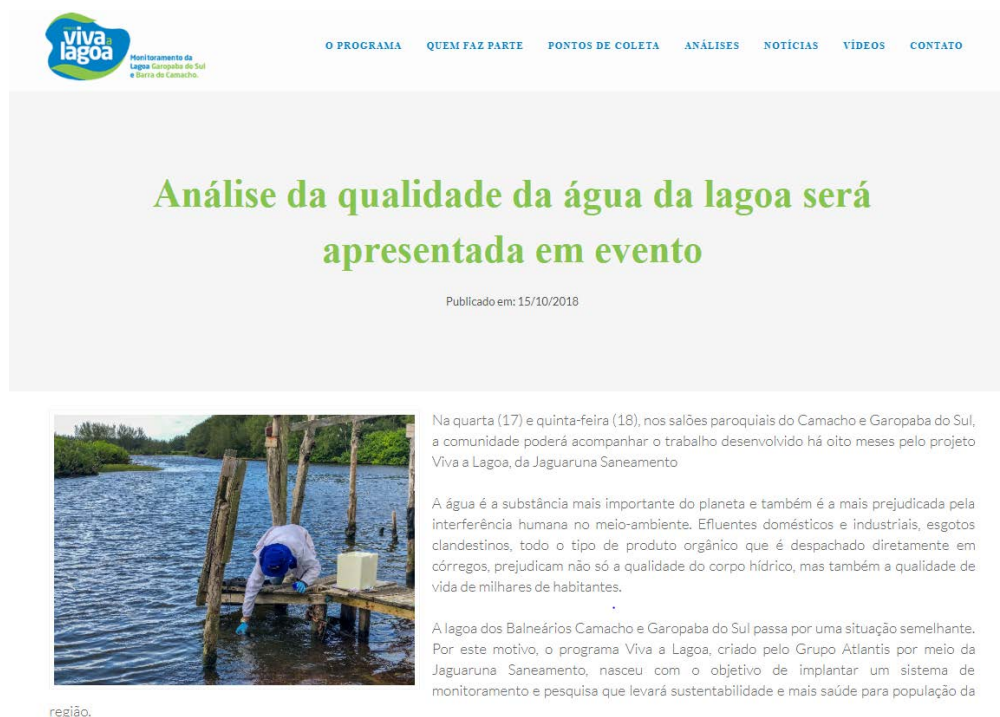 viva a
lagoa
Monitoramento da
Lagoa Garopaba do Sul
e Barra do Camacho.
O PROGRAMA QUEM FAZ PARTE PONTOS DE COLETA ANÁLISES NOTÍCIAS VÍDEOS CONTATO
Análise da qualidade da água da lagoa será
apresentada em evento
Publicado em: 15/10/2018
Na quarta (17) e quinta-feira (18), nos salões paroquiais do Camacho e Garopaba do Sul,
a comunidade poderá acompanhar o trabalho desenvolvido há oito meses pelo projeto
Viva a Lagoa, da Jaguaruna Saneamento
A água é a substância mais importante do planeta e também é a mais prejudicada pela
interferência humana no meio-ambiente. Efluentes domésticos e industriais, esgotos
clandestinos, todo o tipo de produto orgânico que é despachado diretamente em
córregos, prejudicam não só a qualidade do corpo hídrico, mas também a qualidade de
vida de milhares de habitantes.
A lagoa dos Balneários Camacho e Garopaba do Sul passa por uma situação semelhante.
Por este motivo, o programa Viva a Lagoa, criado pelo Grupo Atlantis por meio da
Jaguaruna Saneamento, nasceu com o objetivo de implantar um sistema de
monitoramento e pesquisa que levará sustentabilidade e mais saúde para população da
região.